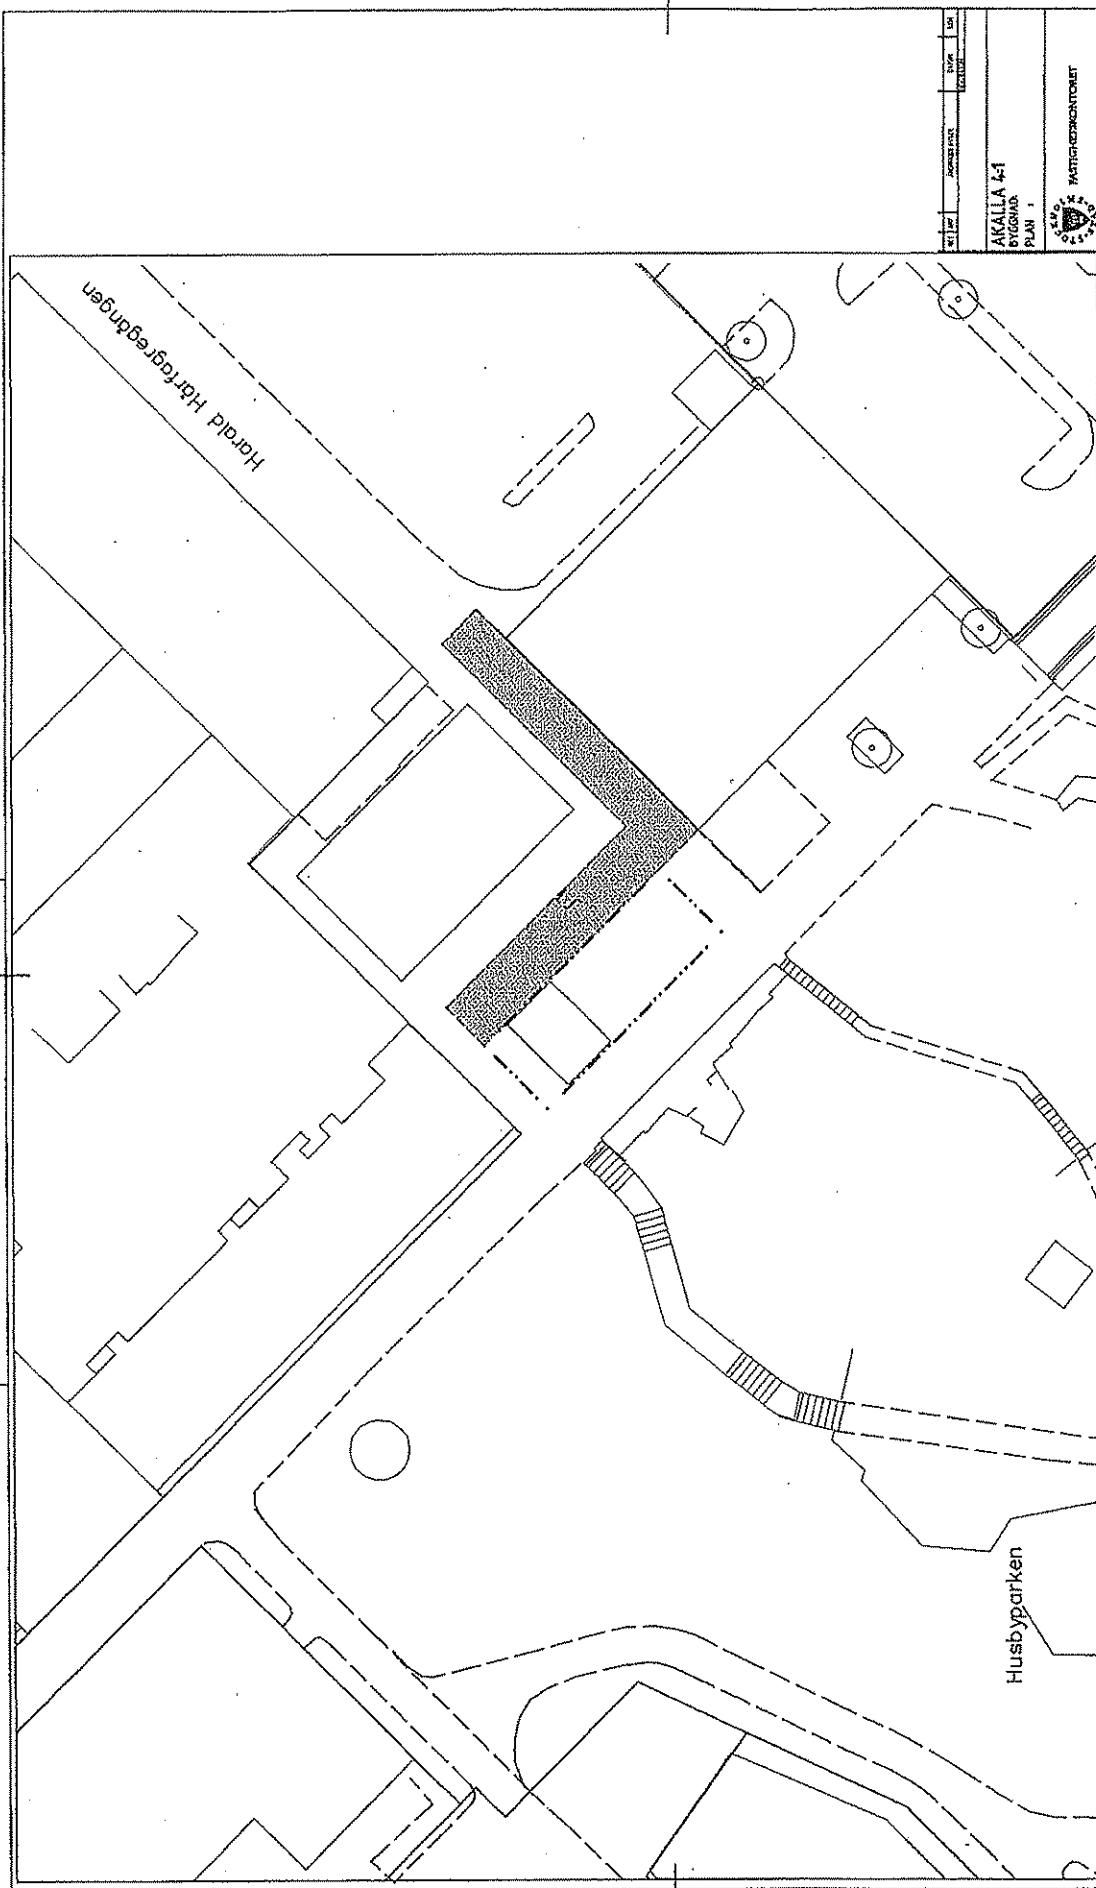 Harald Hårfagregången
Husbyparken
AKALLA 4:1
BYGGNAD:
PLAN 1
FASTIGHETSKONTORET